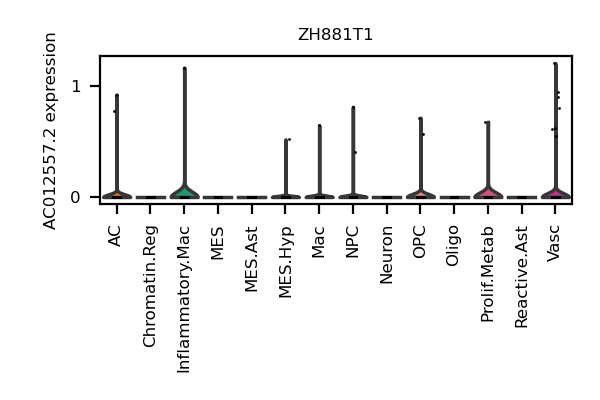 ZH881T1
AC012557.2 expression
1
0
AC
Chromatin.Reg
Inflammatory.Mac
MES
MES.Ast
MES.Hyp
Mac
NPC
Neuron
OPC
Oligo
Prolif.Metab
Reactive.Ast
Vasc